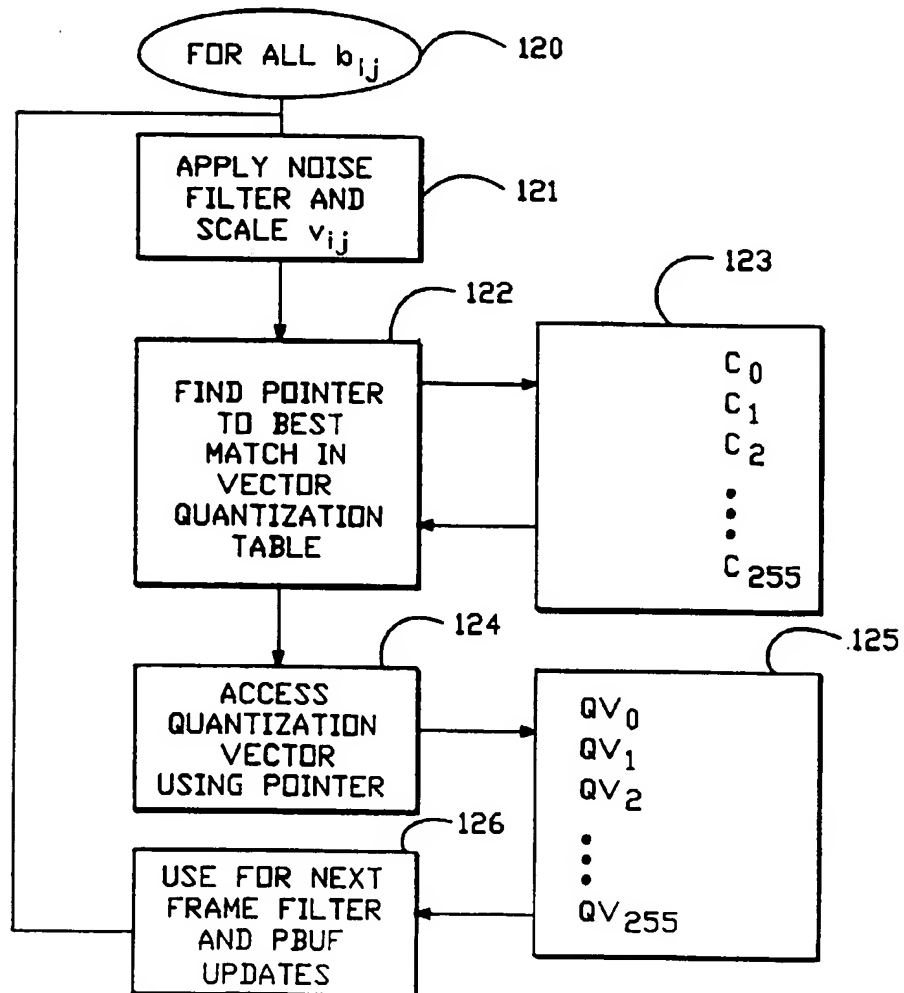 FOR ALL b_ij
120
APPLY NOISE
FILTER AND
SCALE v_ij
121
122
FIND POINTER
TO BEST
MATCH IN
VECTOR
QUANTIZATION
TABLE
123
C_0
C_1
C_2
C_255
124
ACCESS
QUANTIZATION
VECTOR
USING POINTER
125
QV_0
QV_1
QV_2
QV_255
126
USE FOR NEXT
FRAME FILTER
AND PBUF
UPDATES